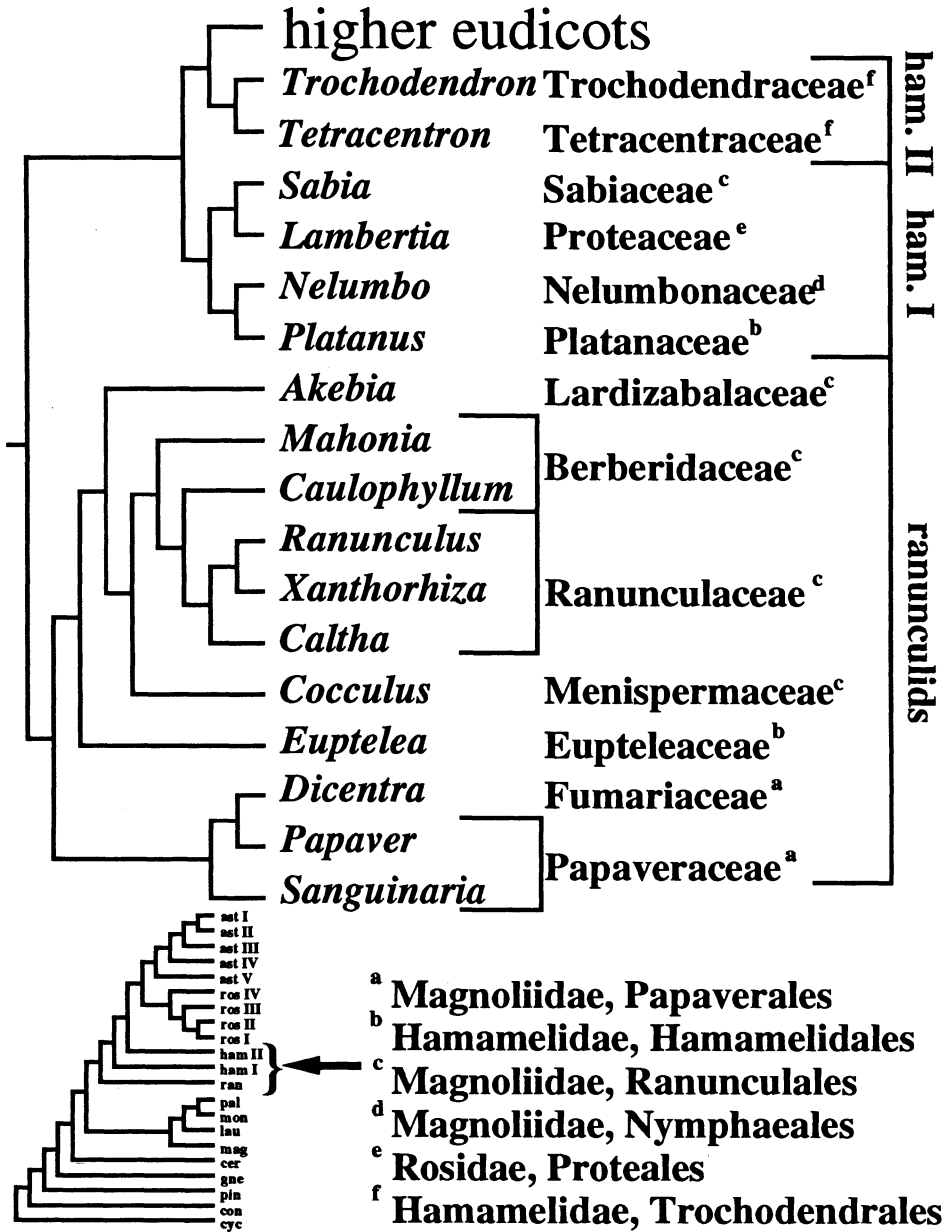 higher eudicots
Trochodendron Trochodendraceae f
Tetracentron Tetracentraceae f
Sabia Sabiaceae c
Lambertia Proteaceae e
Nelumbo Nelumbonaceae d
Platanus Platanaceae b
Akebia Lardizabalaceae c
Mahonia
Berberidaceae c
Caulophyllum
Ranunculus
Xanthorhiza Ranunculaceae c
Caltha
Cocculus Menispermaceae c
Euptelea Eupteleaceae b
Dicentra Fumariaceae a
Papaver
Papaveraceae a
Sanguinaria
ham. II
ham. I
ranunculids
ast I
ast II
ast III
ast IV
ast V
ros IV
ros III
ros II
ros I
ham II
ham I
ran
pal
mon
lau
mag
cer
gne
pin
con
cyc
a Magnoliidae, Papaverales
b Hamamelidae, Hamamelidales
c Magnoliidae, Ranunculales
d Magnoliidae, Nymphaeales
e Rosidae, Proteales
f Hamamelidae, Trochodendrales